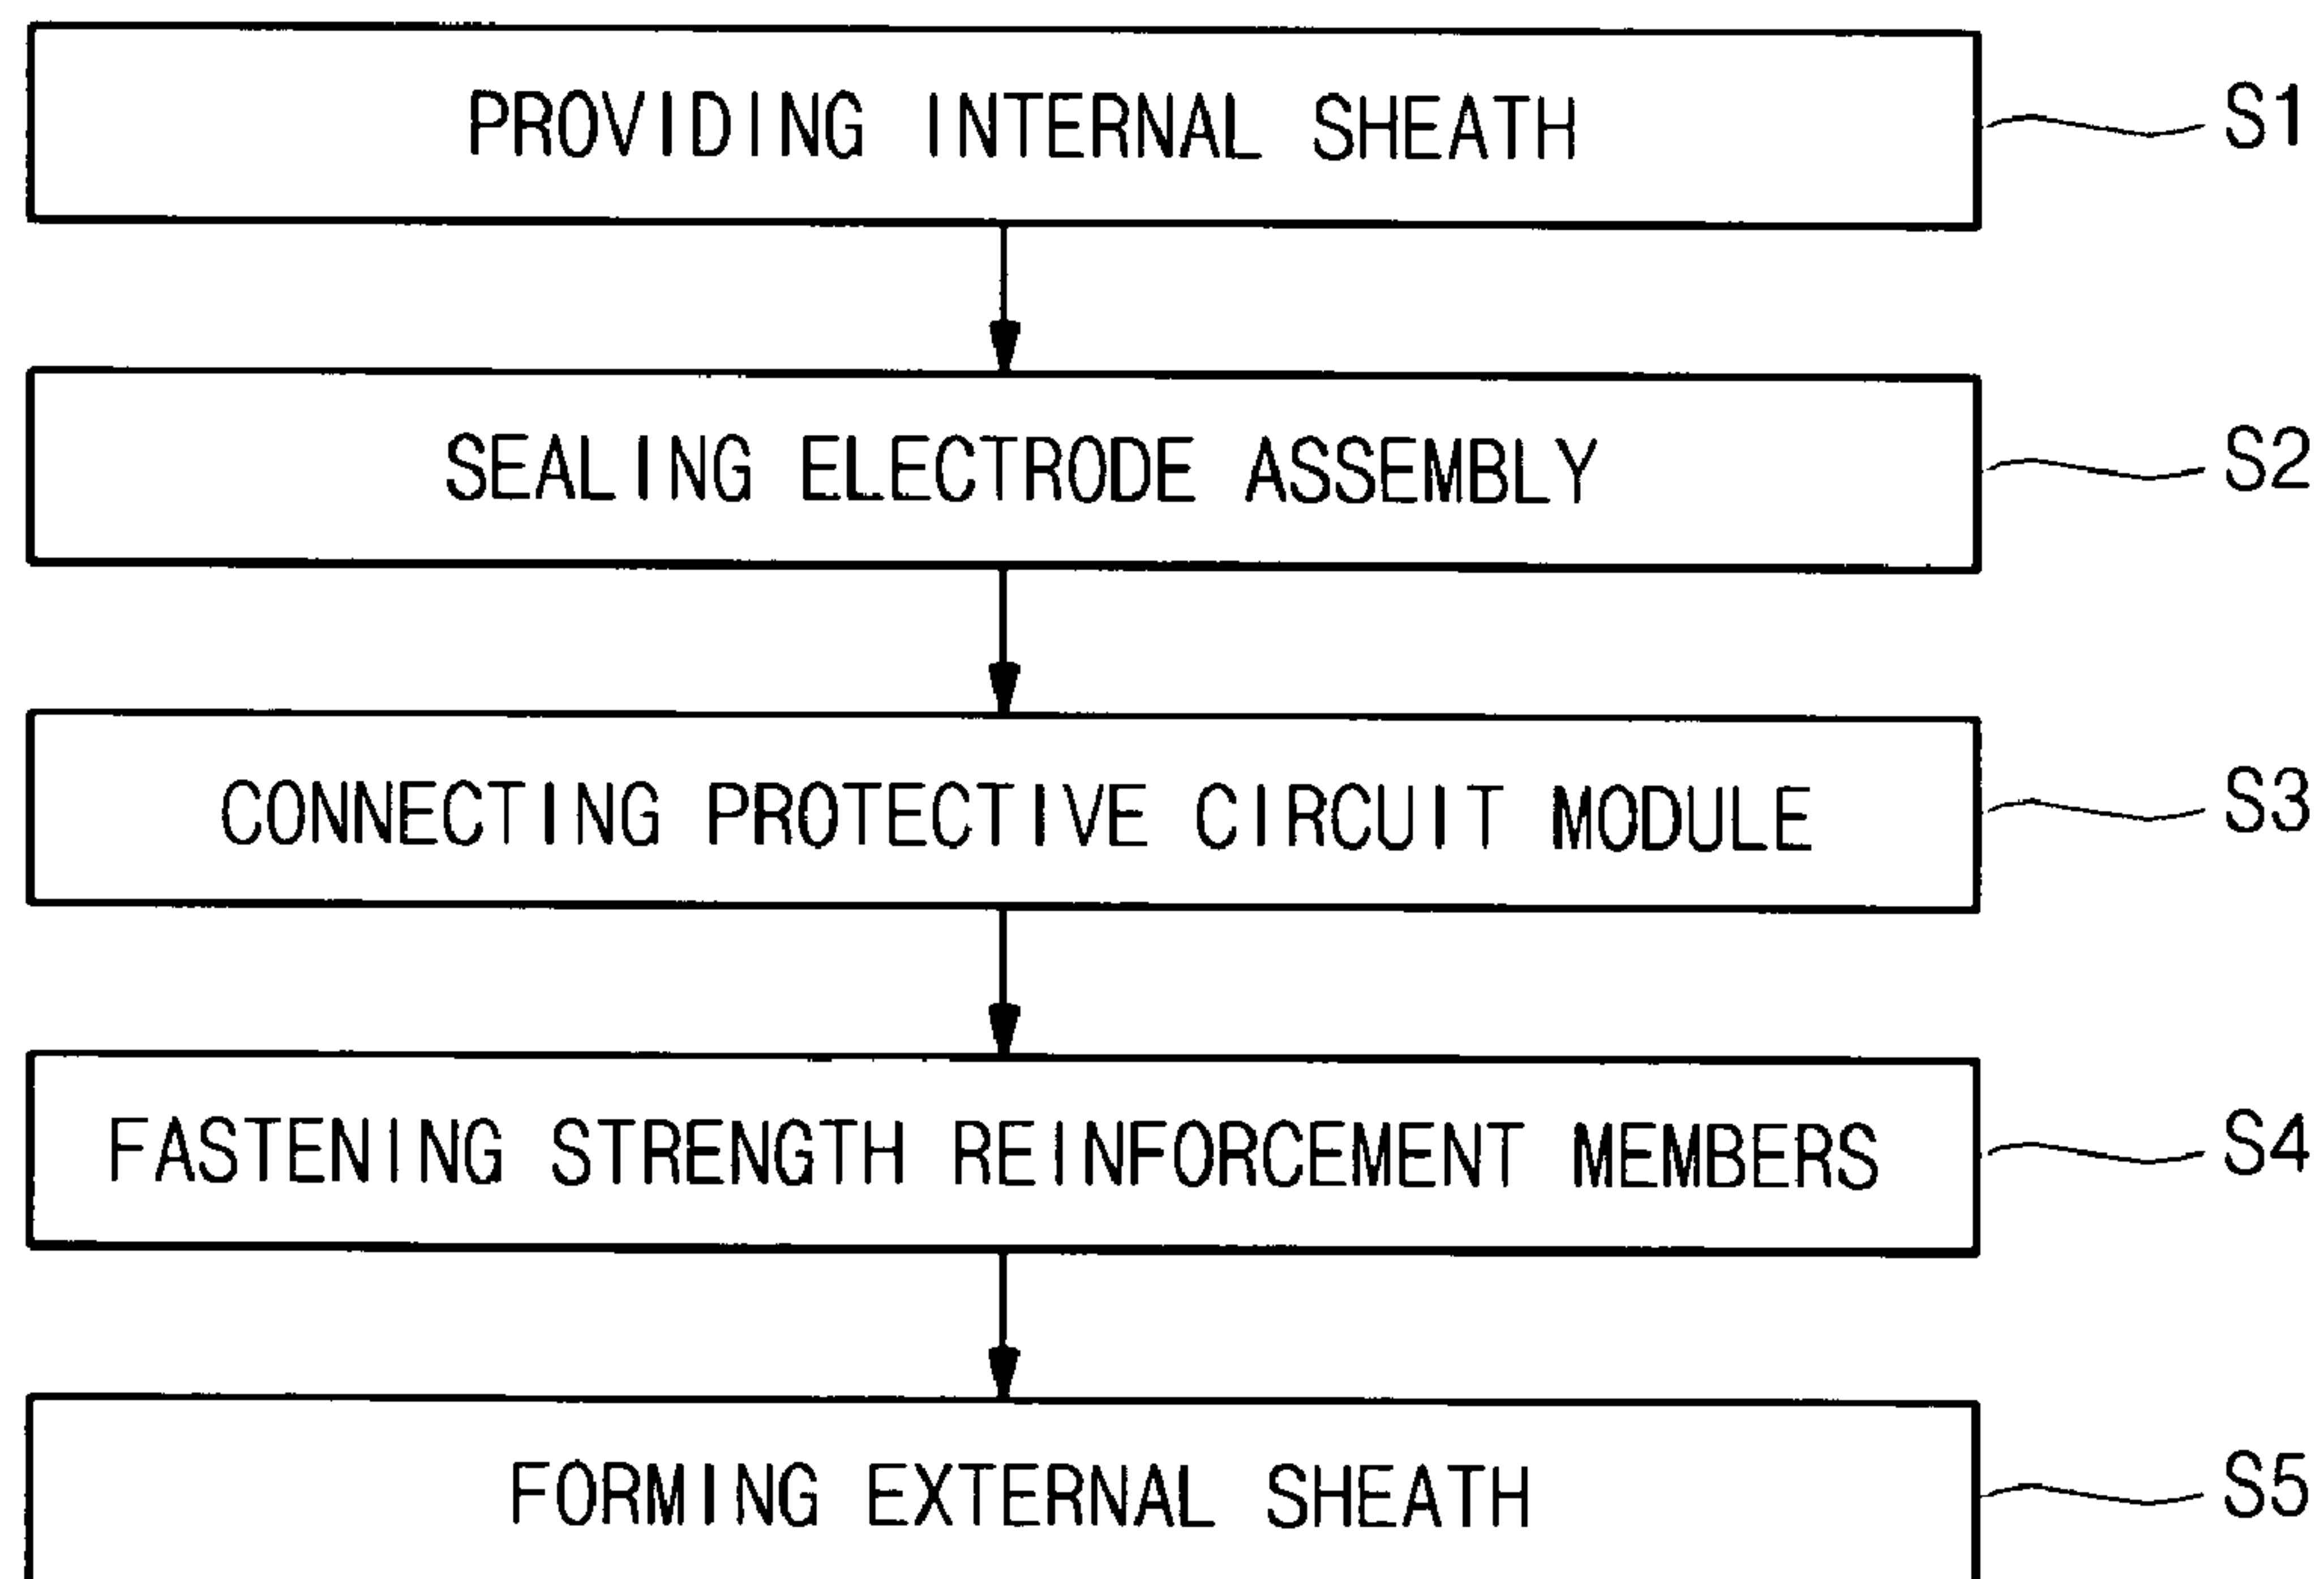 PROVIDING INTERNAL SHEATH S1
SEALING ELECTRODE ASSEMBLY S2
CONNECTING PROTECTIVE CIRCUIT MODULE S3
FASTENING STRENGTH REINFORCEMENT MEMBERS S4
FORMING EXTERNAL SHEATH S5